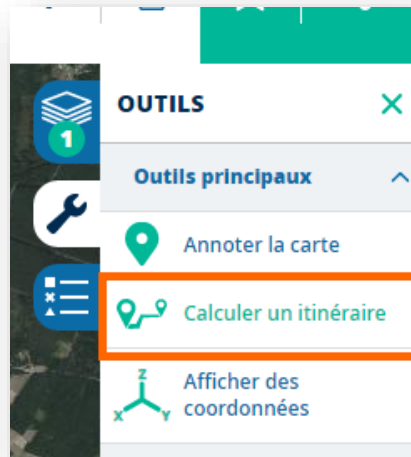 OUTILS
1
Outils principaux
Annoter la carte
Calculer un itinéraire
Z
Afficher des
X Y coordonnées